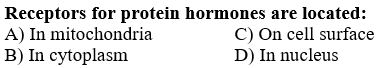 Receptors for protein hormones are located:
A) In mitochondria C) On cell surface
B) In cytoplasm D) In nucleus